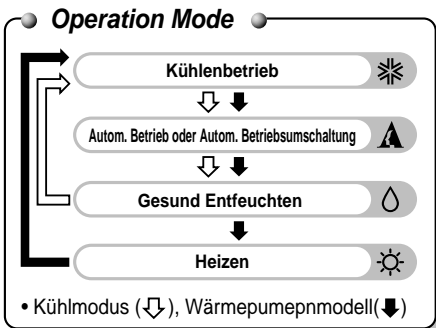 Operation Mode
Kühlenbetrieb
Autom. Betrieb oder Autom. Betriebsumschaltung
Gesund Entfeuchten
Heizen
• Kühlmodus (⇩), Wärmepumepnmodell(⬇)